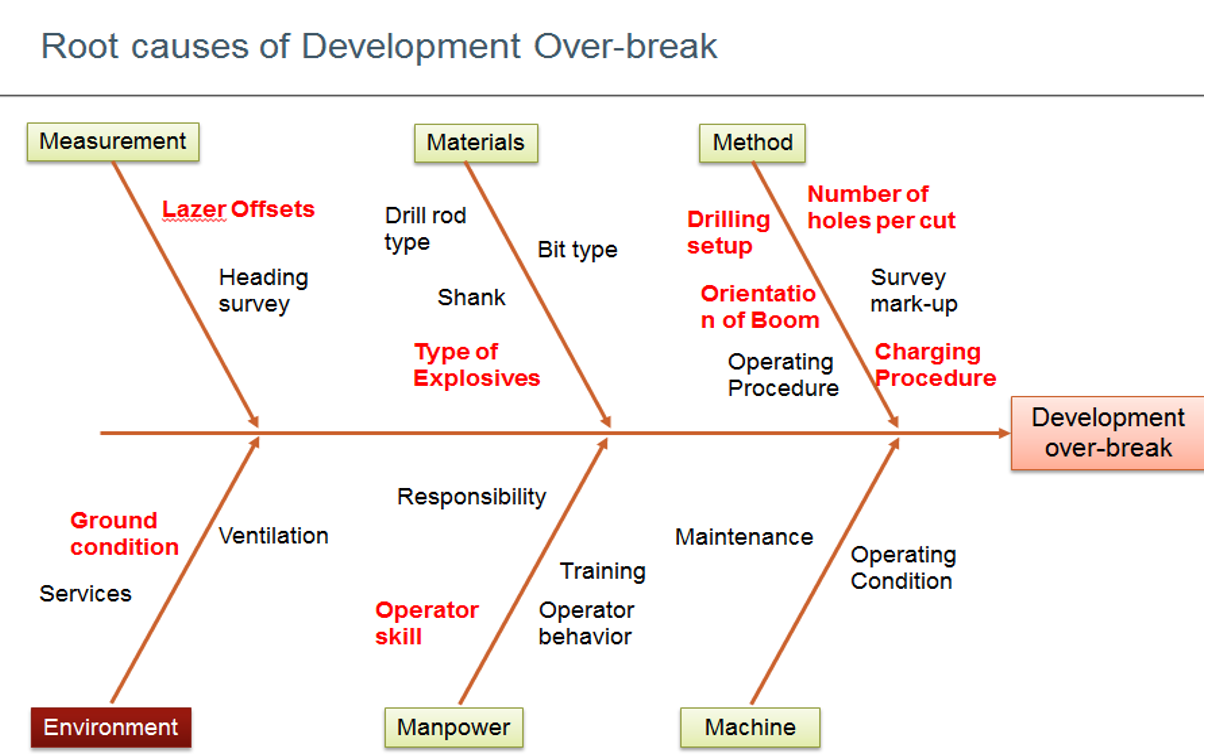 Root causes of Development Over-break
Measurement
Materials
Method
Lazer Offsets
Heading
survey
Drill rod
type
Bit type
Shank
Type of
Explosives
Drilling
setup
Number of
holes per cut
Orientatio
n of Boom
Survey
mark-up
Operating
Procedure
Charging
Procedure
Development
over-break
Ground
condition
Ventilation
Services
Responsibility
Training
Operator
skill
Operator
behavior
Maintenance
Operating
Condition
Environment
Manpower
Machine